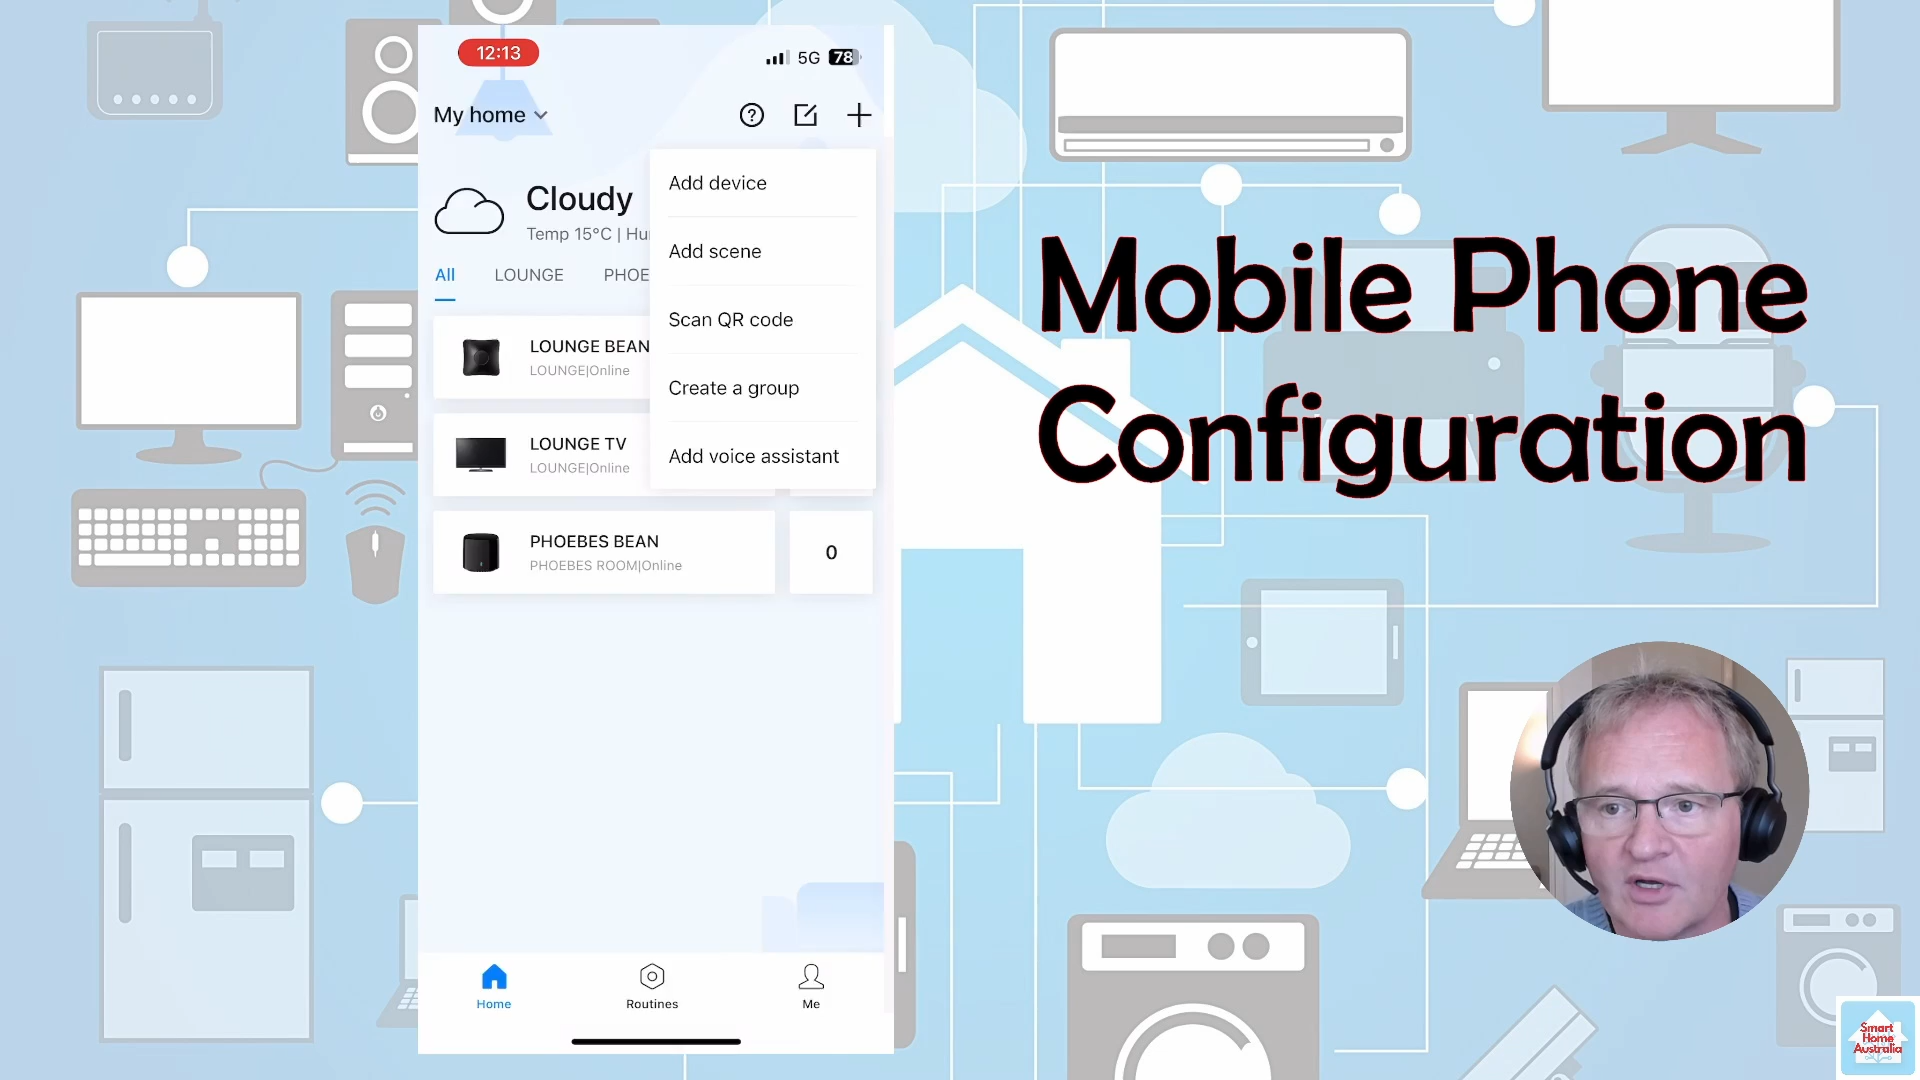 12:13
5G 78
My home
Cloudy
Temp 15°C | Hu
All LOUNGE PHOE
Add device
Add scene
Scan QR code
Create a group
Add voice assistant
LOUNGE BEAN
LOUNGE|Online
LOUNGE TV
LOUNGE|Online
PHOEBES BEAN
PHOEBES ROOM|Online
0
Home Routines Me
Mobile Phone
Configuration
Smart
Home
Australia